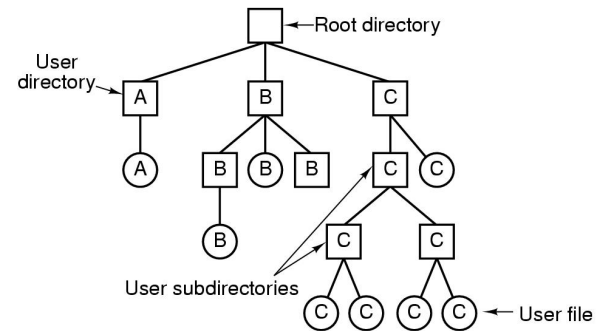 Root directory
User
directory
A B C
A B B B C C
B C C
User subdirectories
C C C C
User file